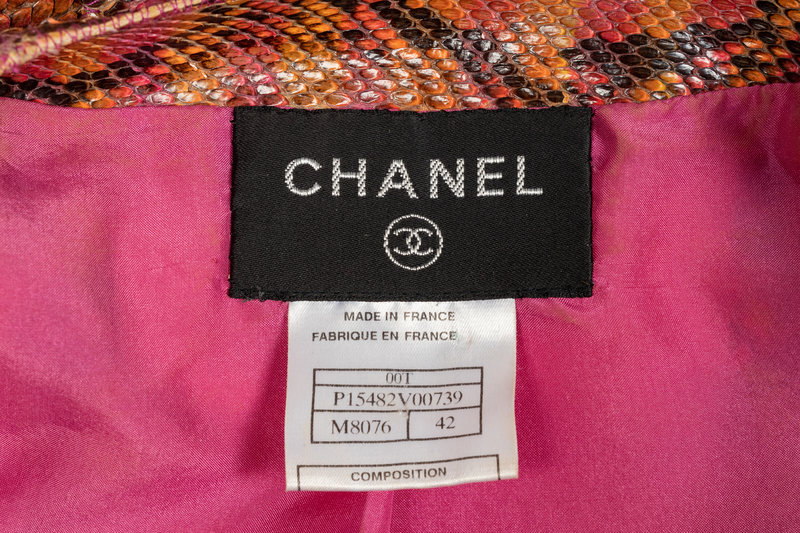 CHANEL
MADE IN FRANCE
FABRIQUE EN FRANCE
00T
P15482V00739
M8076 42
COMPOSITION